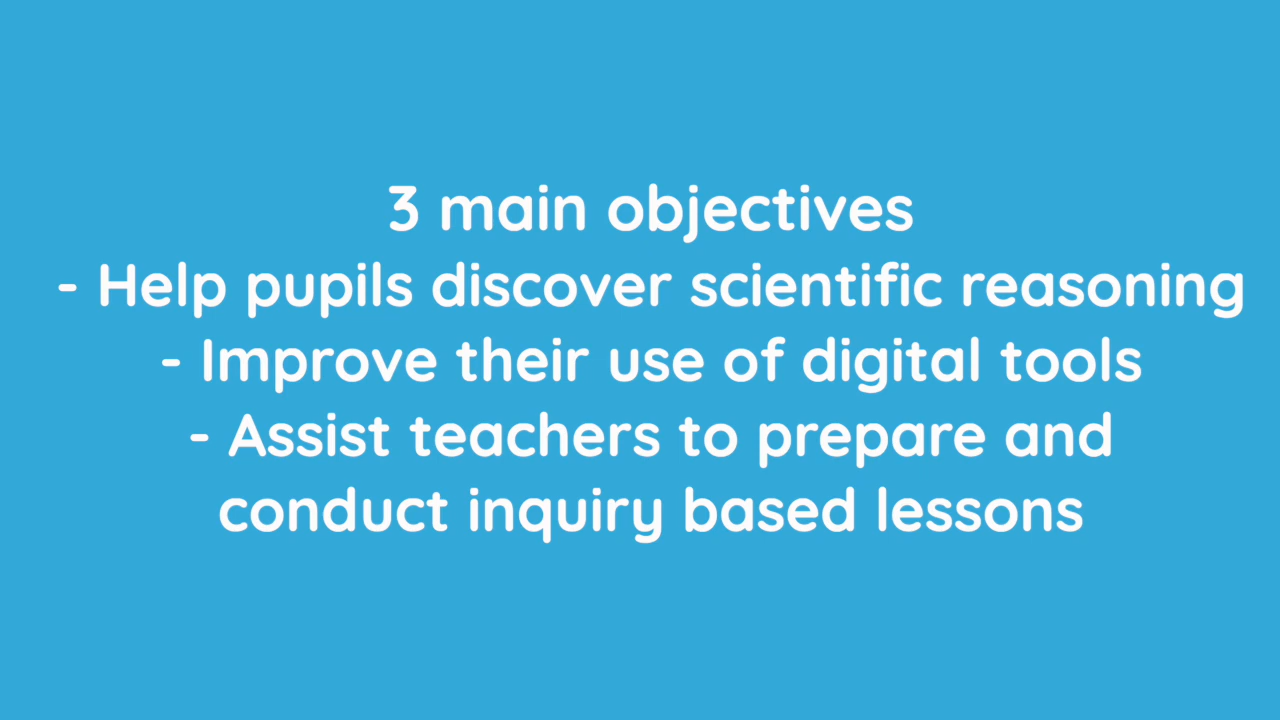 3 main objectives
- Help pupils discover scientific reasoning
- Improve their use of digital tools
- Assist teachers to prepare and
conduct inquiry based lessons